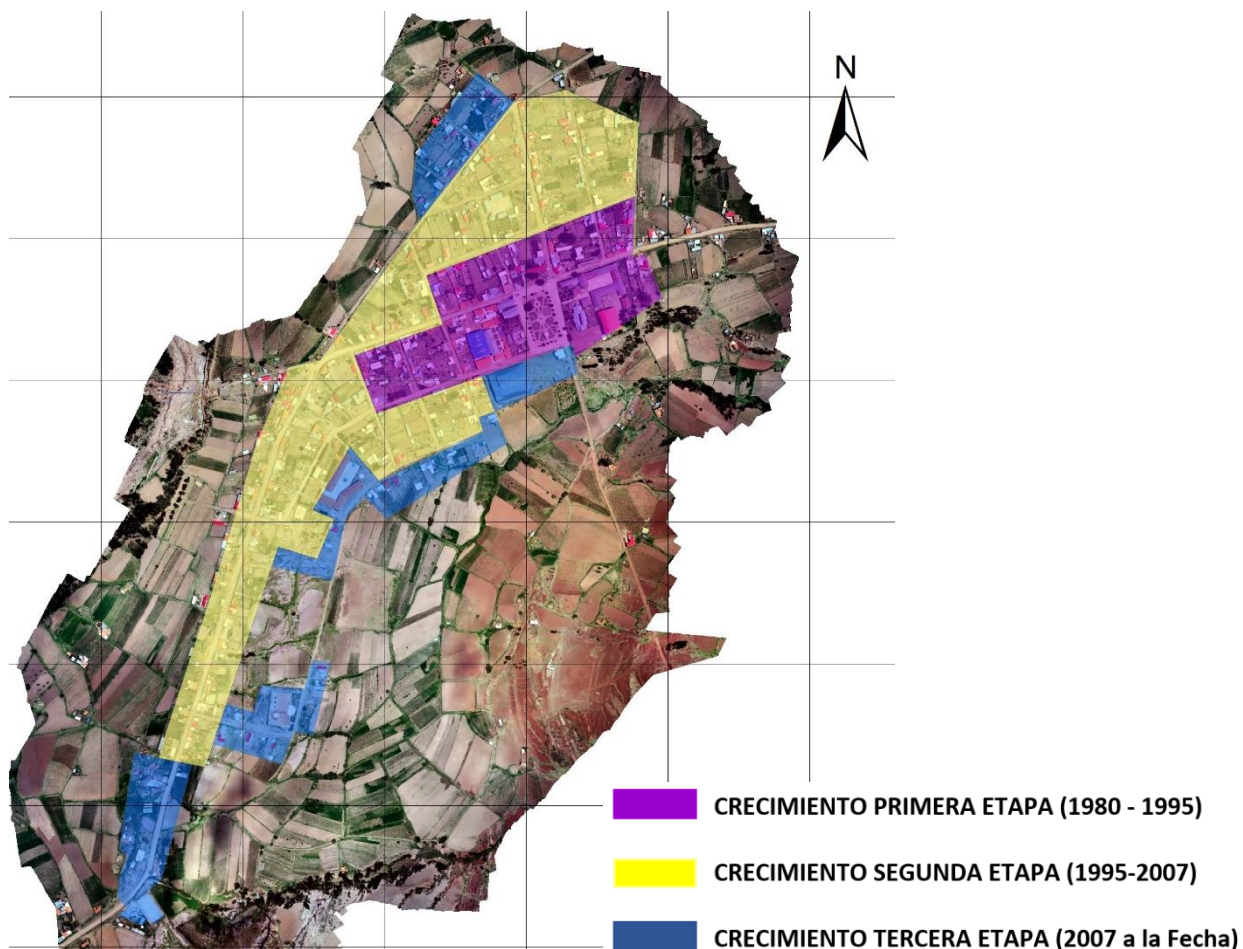 N
CRECIMIENTO PRIMERA ETAPA (1980 - 1995)
CRECIMIENTO SEGUNDA ETAPA (1995-2007)
CRECIMIENTO TERCERA ETAPA (2007 a la Fecha)